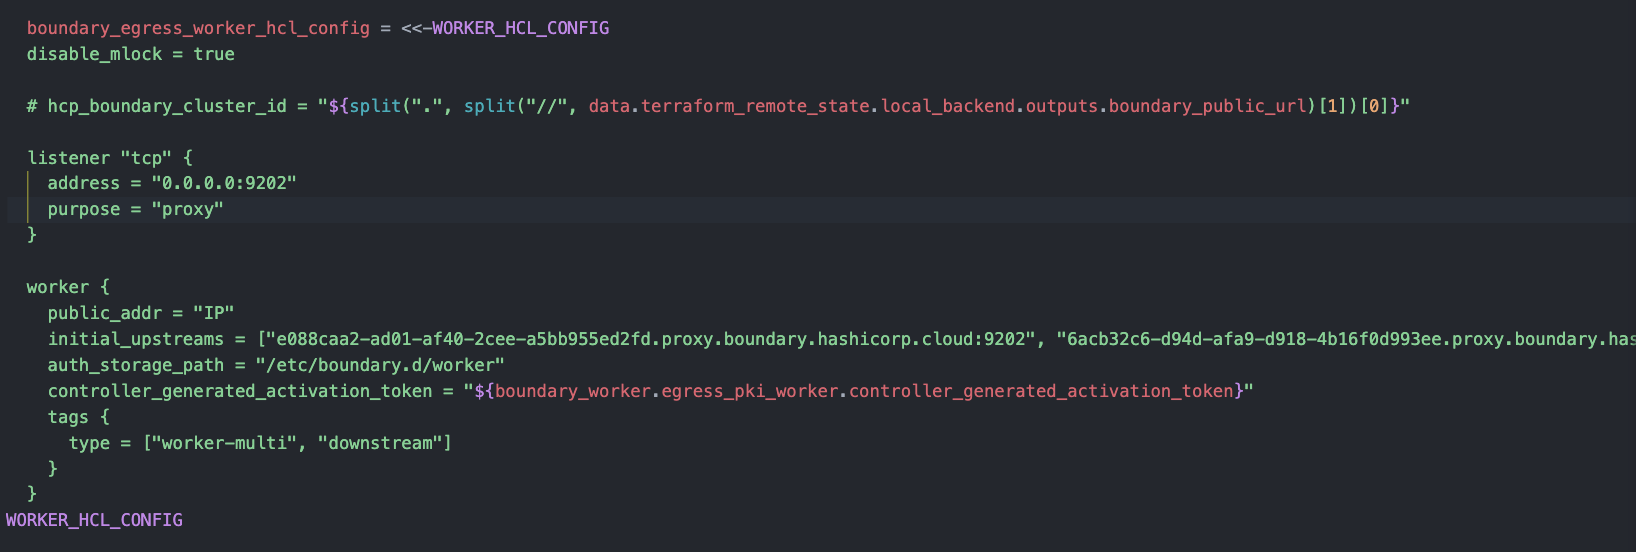 boundary_egress_worker_hcl_config = <<-WORKER_HCL_CONFIG
disable_mlock = true
# hcp_boundary_cluster_id = "${split(".", split("//", data.terraform_remote_state.local_backend.outputs.boundary_public_url)[1])[0]}"
listener "tcp" {
address = "0.0.0.0:9202"
purpose = "proxy"
}
worker {
public_addr = "IP"
initial_upstreams = ["e088caa2-ad01-af40-2cee-a5bb955ed2fd.proxy.boundary.hashicorp.cloud:9202", "6acb32c6-d94d-afa9-d918-4b16f0d993ee.proxy.boundary.has
auth_storage_path = "/etc/boundary.d/worker"
controller_generated_activation_token = "${boundary_worker.egress_pki_worker.controller_generated_activation_token}"
tags {
type = ["worker-multi", "downstream"]
}
}
WORKER_HCL_CONFIG